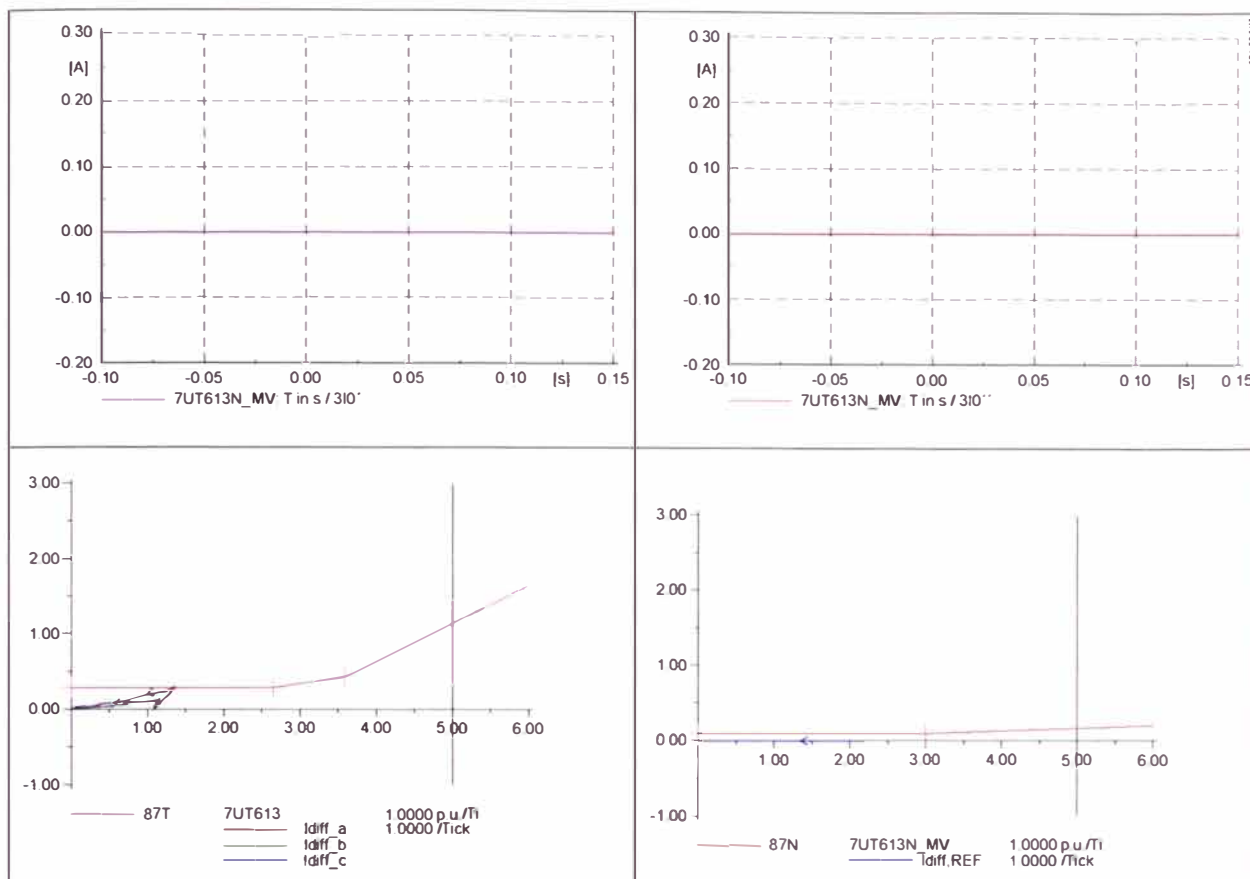 0.30
[A]
0.20
0.10
0.00
-0.10
-0.20
-0.10 -0.05 0.00 0.05 0.10 [s] 0.15
7UT613N_MV: T in s / 3I0'
0.30
[A]
0.20
0.10
0.00
-0.10
-0.20
-0.10 -0.05 0.00 0.05 0.10 [s] 0.15
7UT613N_MV: T in s / 3I0''
3.00
2.00
1.00
0.00
-1.00
1.00 2.00 3.00 4.00 5.00 6.00
87T 7UT613 1.0000 p.u./Ti
Idiff_a 1.0000 /Tick
Idiff_b
Idiff_c
3.00
2.00
1.00
0.00
-1.00
1.00 2.00 3.00 4.00 5.00 6.00
87N 7UT613N_MV 1.0000 p.u./Ti
Idiff,REF 1.0000 /Tick